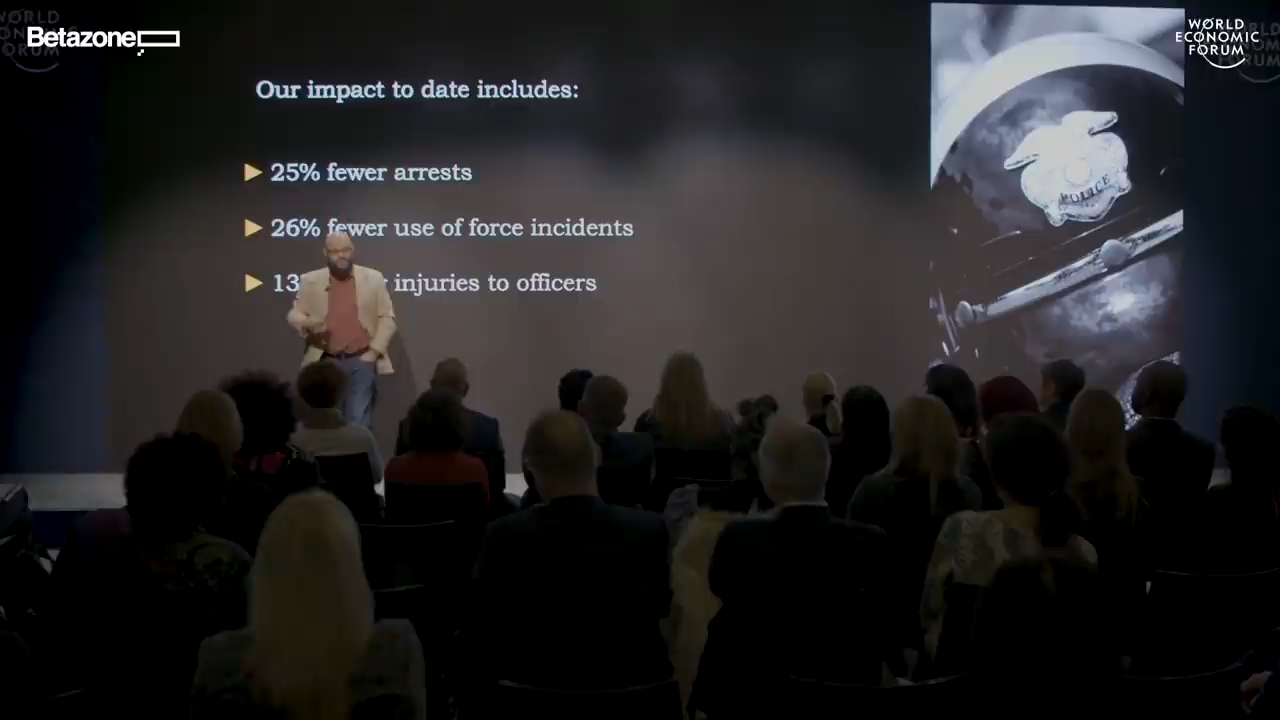 Betazone
WORLD
ECONOMIC
FORUM
Our impact to date includes:
▶ 25% fewer arrests
▶ 26% fewer use of force incidents
▶ 13 injuries to officers
POLICE